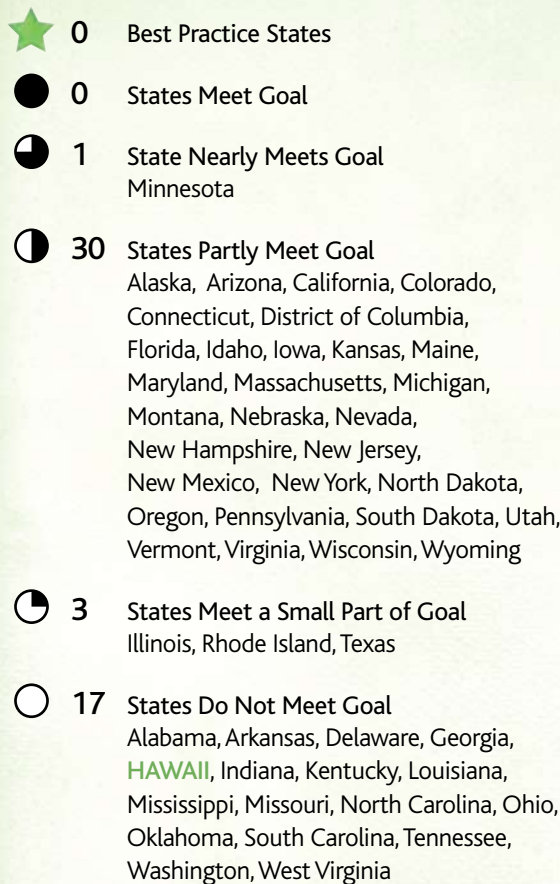 0 Best Practice States
0 States Meet Goal
1 State Nearly Meets Goal
Minnesota
30 States Partly Meet Goal
Alaska, Arizona, California, Colorado,
Connecticut, District of Columbia,
Florida, Idaho, Iowa, Kansas, Maine,
Maryland, Massachusetts, Michigan,
Montana, Nebraska, Nevada,
New Hampshire, New Jersey,
New Mexico, New York, North Dakota,
Oregon, Pennsylvania, South Dakota, Utah,
Vermont, Virginia, Wisconsin, Wyoming
3 States Meet a Small Part of Goal
Illinois, Rhode Island, Texas
17 States Do Not Meet Goal
Alabama, Arkansas, Delaware, Georgia,
HAWAII, Indiana, Kentucky, Louisiana,
Mississippi, Missouri, North Carolina, Ohio,
Oklahoma, South Carolina, Tennessee,
Washington, West Virginia